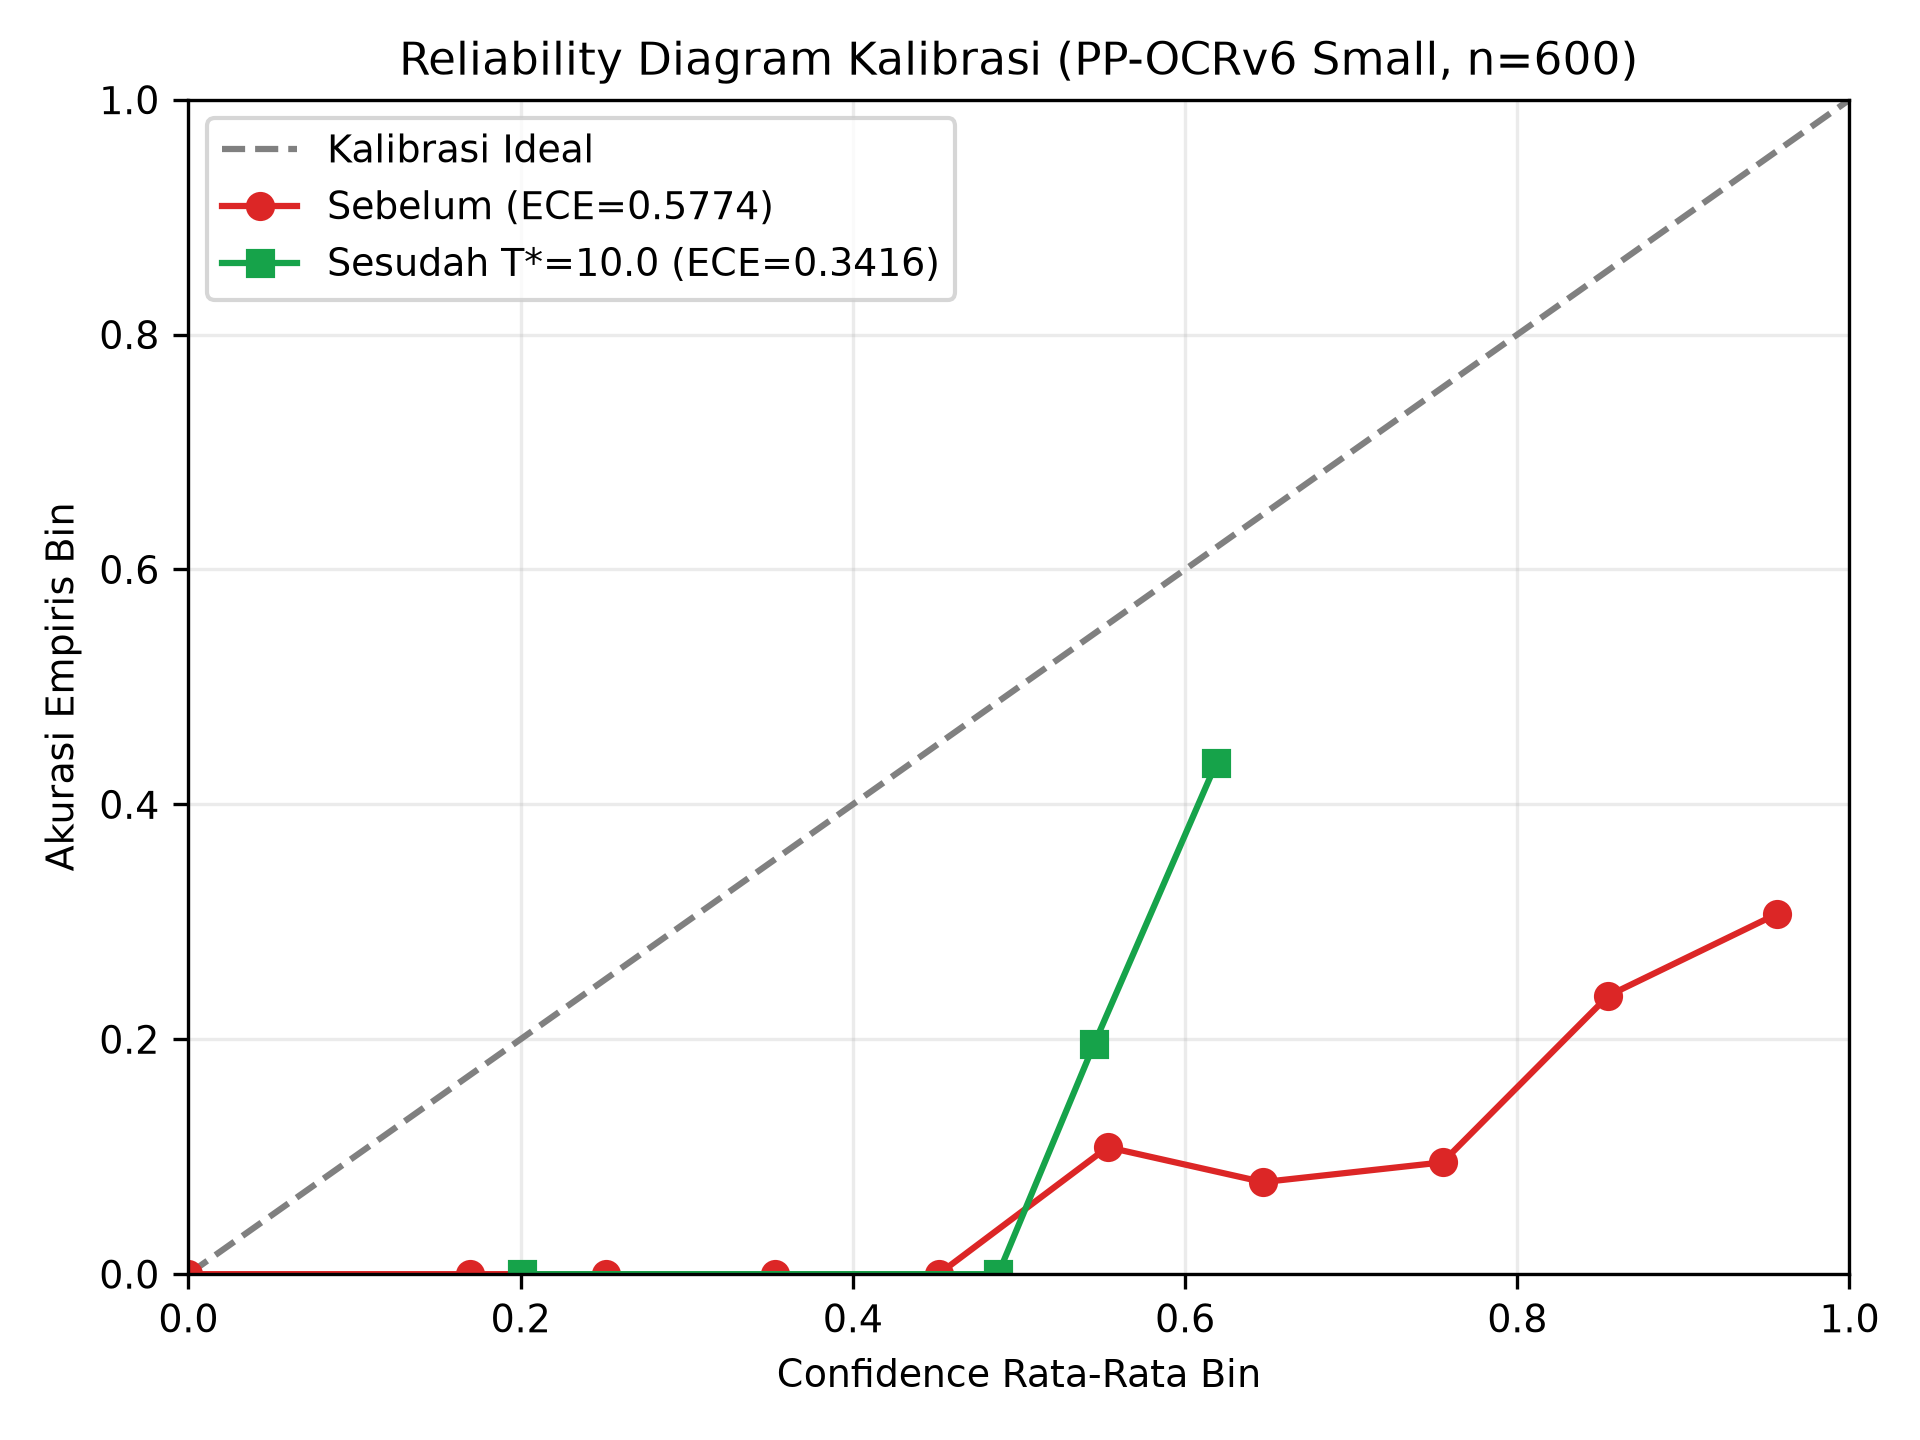 Reliability Diagram Kalibrasi (PP-OCRv6 Small, n=600)
Kalibrasi Ideal
Sebelum (ECE=0.5774)
Sesudah T*=10.0 (ECE=0.3416)
Akurasi Empiris Bin
1.0
0.8
0.6
0.4
0.2
0.0
0.0 0.2 0.4 0.6 0.8 1.0
Confidence Rata-Rata Bin